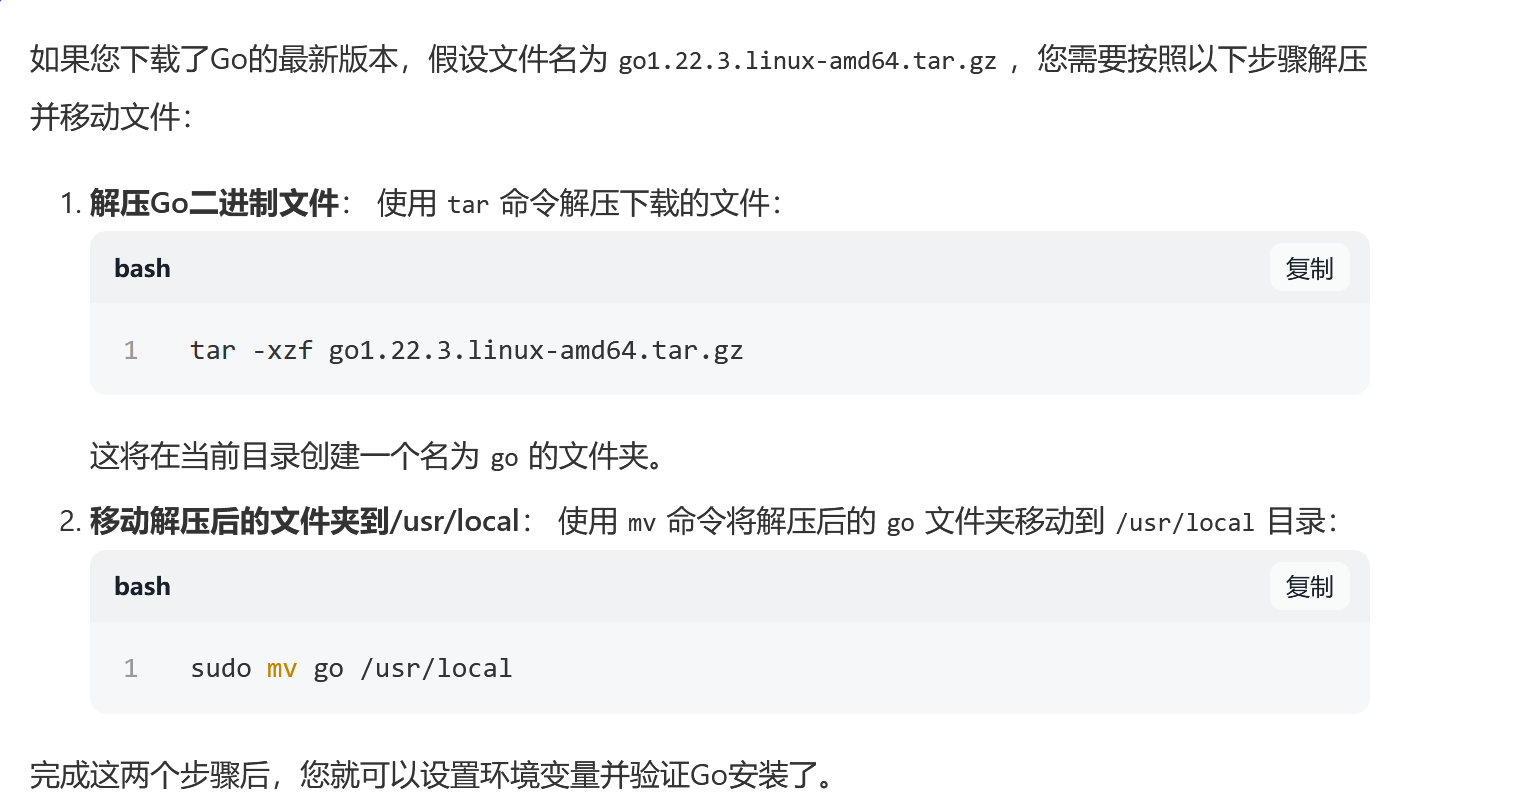 如果您下载了Go的最新版本，假设文件名为 go1.22.3.linux-amd64.tar.gz ，您需要按照以下步骤解压
并移动文件：
1. 解压Go二进制文件： 使用 tar 命令解压下载的文件：
bash 复制
1 tar -xzf go1.22.3.linux-amd64.tar.gz
这将在当前目录创建一个名为 go 的文件夹。
2. 移动解压后的文件夹到/usr/local： 使用 mv 命令将解压后的 go 文件夹移动到 /usr/local 目录：
bash 复制
1 sudo mv go /usr/local
完成这两个步骤后，您就可以设置环境变量并验证Go安装了。